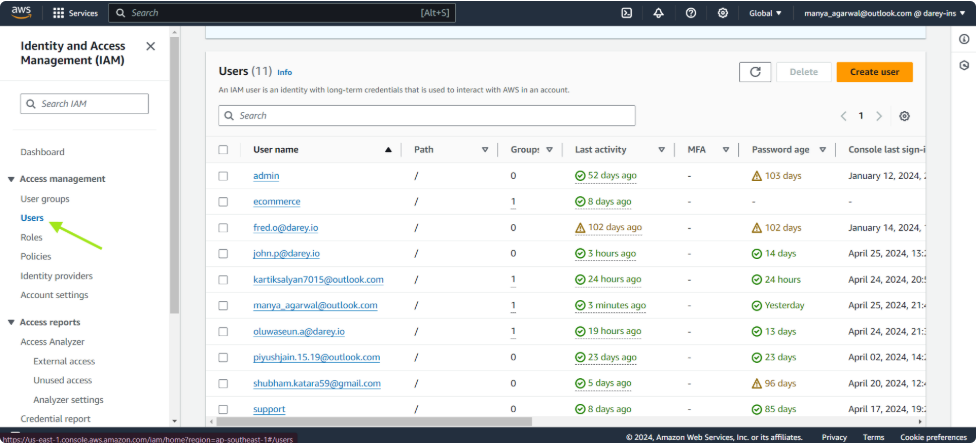 aws Services Search [Alt+S] Global manya_agarwal@outlook.com @ darey-ins
Identity and Access Management (IAM)
Search IAM
Dashboard
Access management
User groups
Users
Roles
Policies
Identity providers
Account settings
Access reports
Access Analyzer
External access
Unused access
Analyzer settings
Credential report
https://us-east-1.console.aws.amazon.com/iam/home?region=ap-southeast-1#/users
Users (11) Info
Delete Create user
An IAM user is an identity with long-term credentials that is used to interact with AWS in an account.
Search
1
User name Path Groups Last activity MFA Password age Console last sign-i
admin / 0 52 days ago - 103 days January 12, 2024,
ecommerce / 1 8 days ago - - -
fred.o@darey.io / 0 102 days ago - 102 days January 14, 2024,
john.p@darey.io / 0 3 hours ago - 14 days April 25, 2024, 13:
kartiksalyan7015@outlook.com / 1 24 hours ago - 24 hours April 24, 2024, 20:
manya_agarwal@outlook.com / 1 3 minutes ago - Yesterday April 25, 2024, 21:
oluwaseun.a@darey.io / 1 19 hours ago - 13 days April 24, 2024, 21:
piyushjain.15.19@outlook.com / 0 23 days ago - 23 days April 02, 2024, 14:
shubham.katara59@gmail.com / 0 5 days ago - 96 days April 20, 2024, 12:
support / 0 8 days ago - 85 days April 17, 2024, 19:
© 2024, Amazon Web Services, Inc. or its affiliates. Privacy Terms Cookie preferences